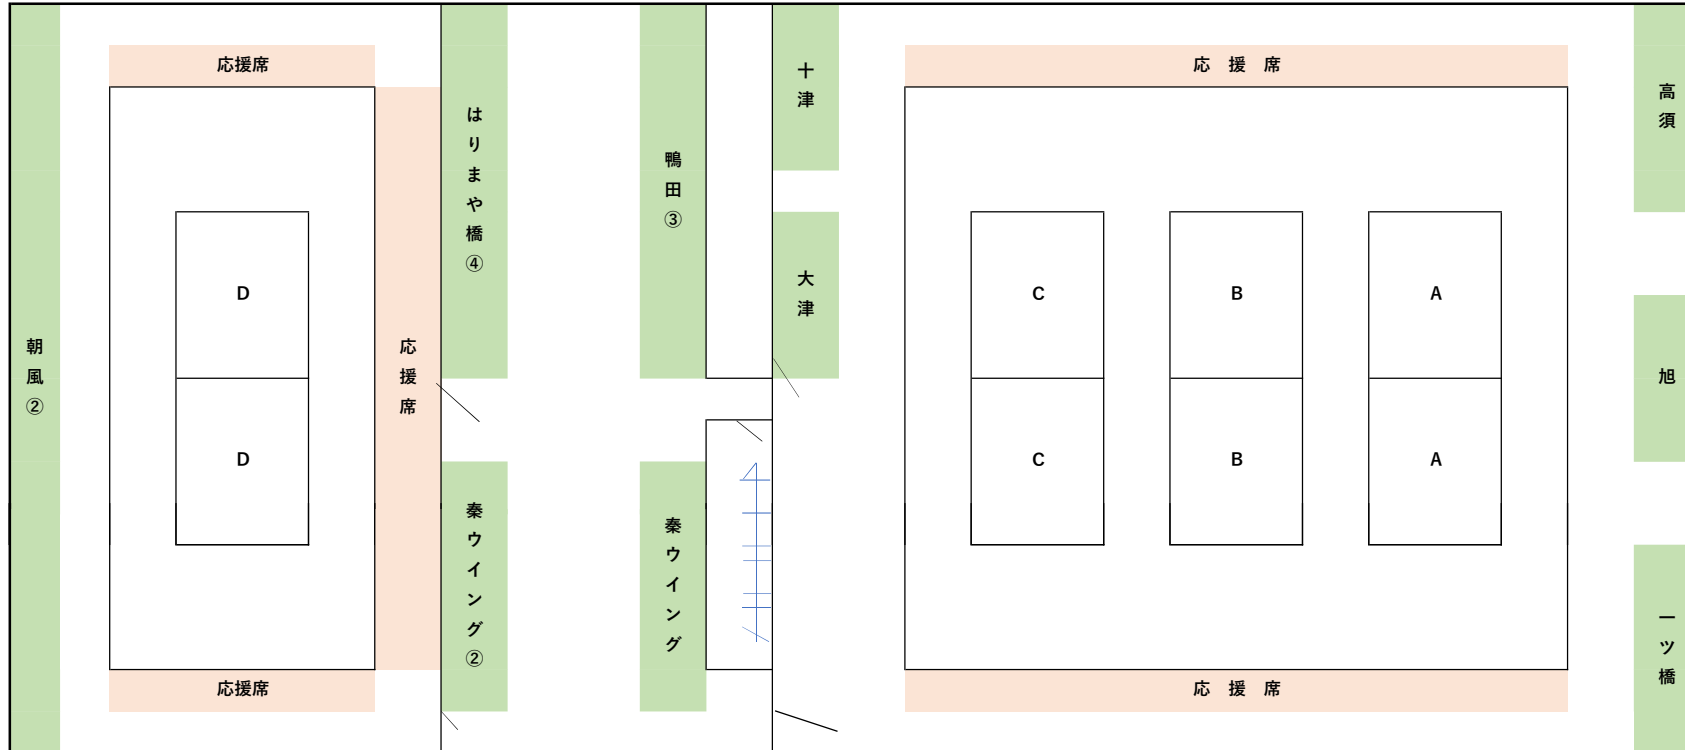 応援席
応　援　席
十津
高須
はりまや橋④
鴨田③
大津
D
C
B
A
朝風②
応援席
旭
D
C
B
A
秦ウイング②
秦ウイング
一ツ橋
応援席
応　援　席